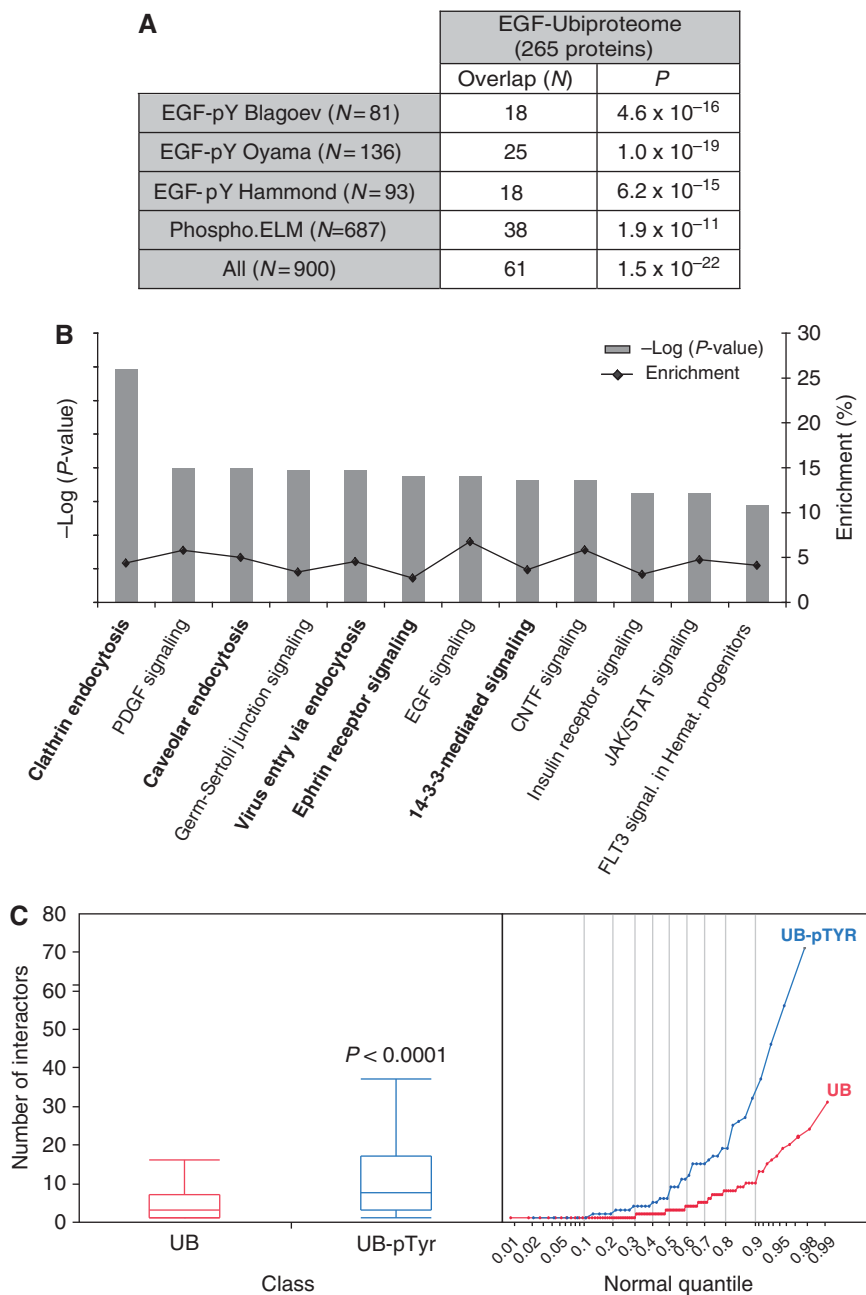 A
EGF-Ubiproteome
(265 proteins)
Overlap (N) P
EGF-pY Blagoev (N=81) 18 4.6 x 10⁻¹⁶
EGF-pY Oyama (N=136) 25 1.0 x 10⁻¹⁹
EGF-pY Hammond (N=93) 18 6.2 x 10⁻¹⁵
Phospho.ELM (N=687) 38 1.9 x 10⁻¹¹
All (N=900) 61 1.5 x 10⁻²²
B
–Log (P-value)
–Log (P-value)
Enrichment
30
25
20
15
10
5
0
Enrichment (%)
Clathrin endocytosis
PDGF signaling
Caveolar endocytosis
Germ-Sertoli junction signaling
Virus entry via endocytosis
Ephrin receptor signaling
EGF signaling
14-3-3-mediated signaling
CNTF signaling
Insulin receptor signaling
JAK/STAT signaling
FLT3 signal. in Hemat. progenitors
C
Number of interactors
80
70
60
50
40
30
20
10
0
P < 0.0001
UB UB-pTyr
Class
UB-pTYR
UB
0.01 0.02 0.05 0.1 0.2 0.3 0.4 0.5 0.6 0.7 0.8 0.9 0.95 0.98 0.99
Normal quantile